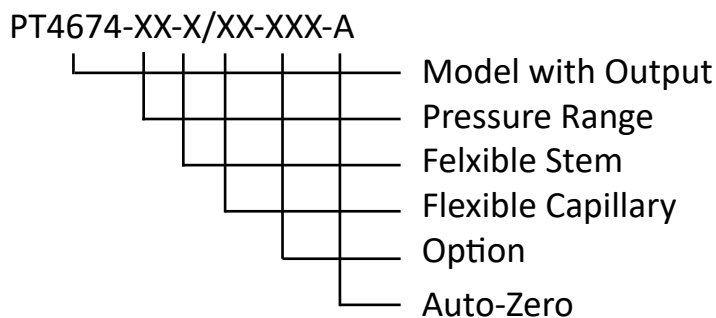 PT4674-XX-X/XX-XXX-A
Model with Output
Pressure Range
Felxible Stem
Flexible Capillary
Option
Auto-Zero